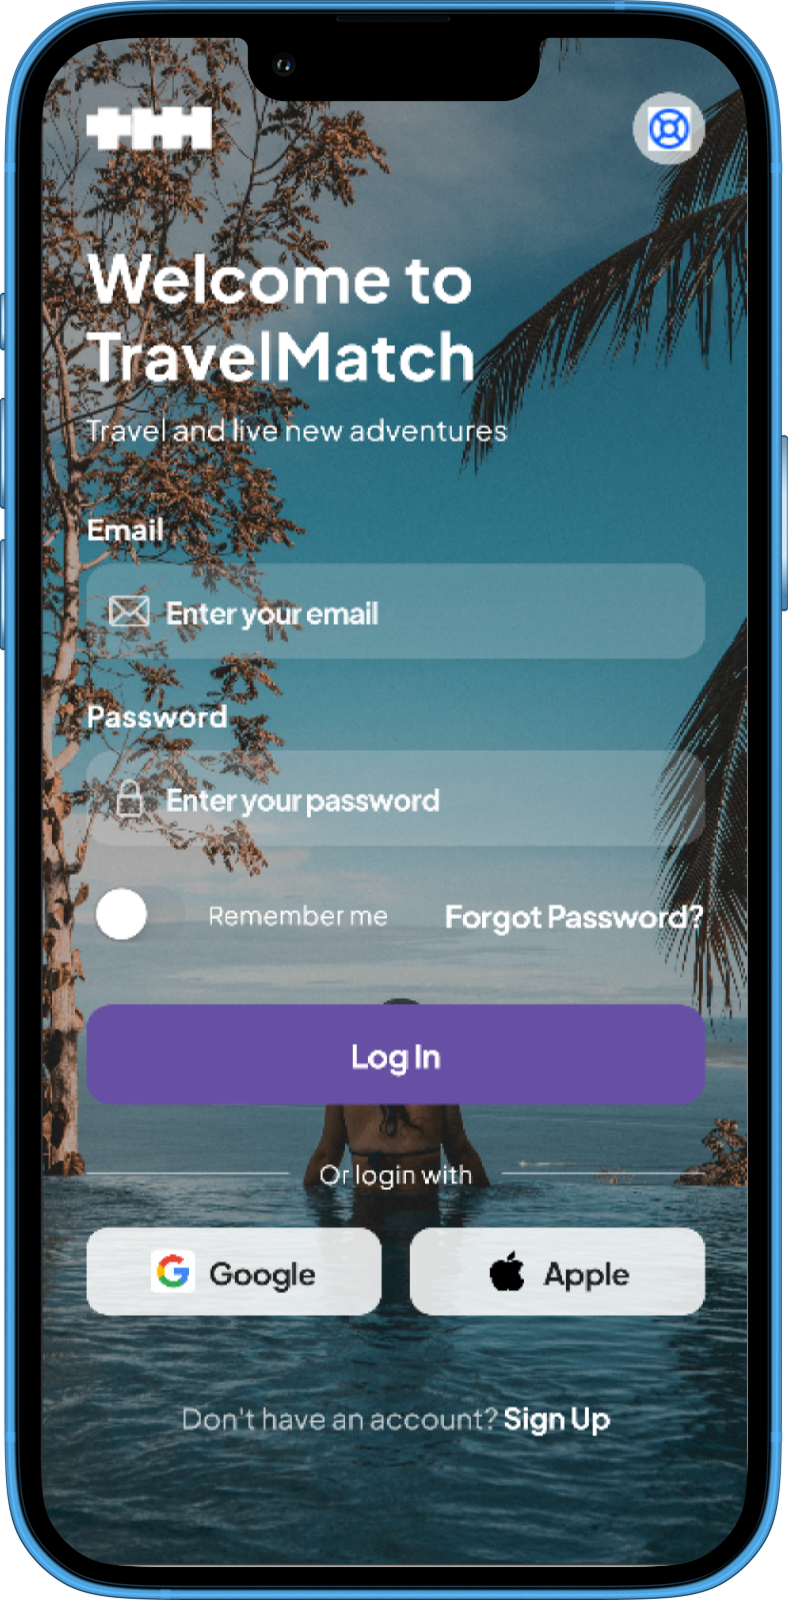 Welcome to
TravelMatch
Travel and live new adventures
Email
Enter your email
Password
Enter your password
Remember me Forgot Password?
Log In
Or login with
Google Apple
Don't have an account? Sign Up